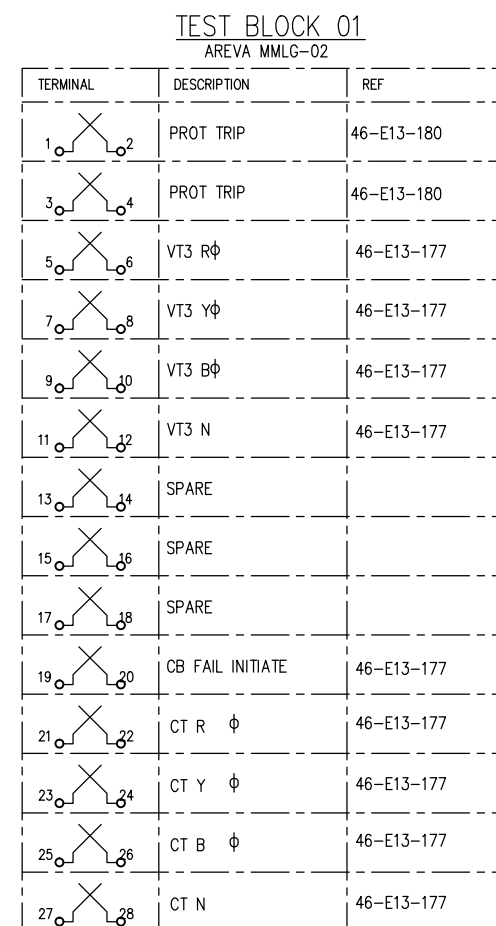 TEST BLOCK 01
AREVA MMLG-02
TERMINAL DESCRIPTION REF
1 2 PROT TRIP 46-E13-180
3 4 PROT TRIP 46-E13-180
5 6 VT3 Rϕ 46-E13-177
7 8 VT3 Yϕ 46-E13-177
9 10 VT3 Bϕ 46-E13-177
11 12 VT3 N 46-E13-177
13 14 SPARE
15 16 SPARE
17 18 SPARE
19 20 CB FAIL INITIATE 46-E13-177
21 22 CT R ϕ 46-E13-177
23 24 CT Y ϕ 46-E13-177
25 26 CT B ϕ 46-E13-177
27 28 CT N 46-E13-177